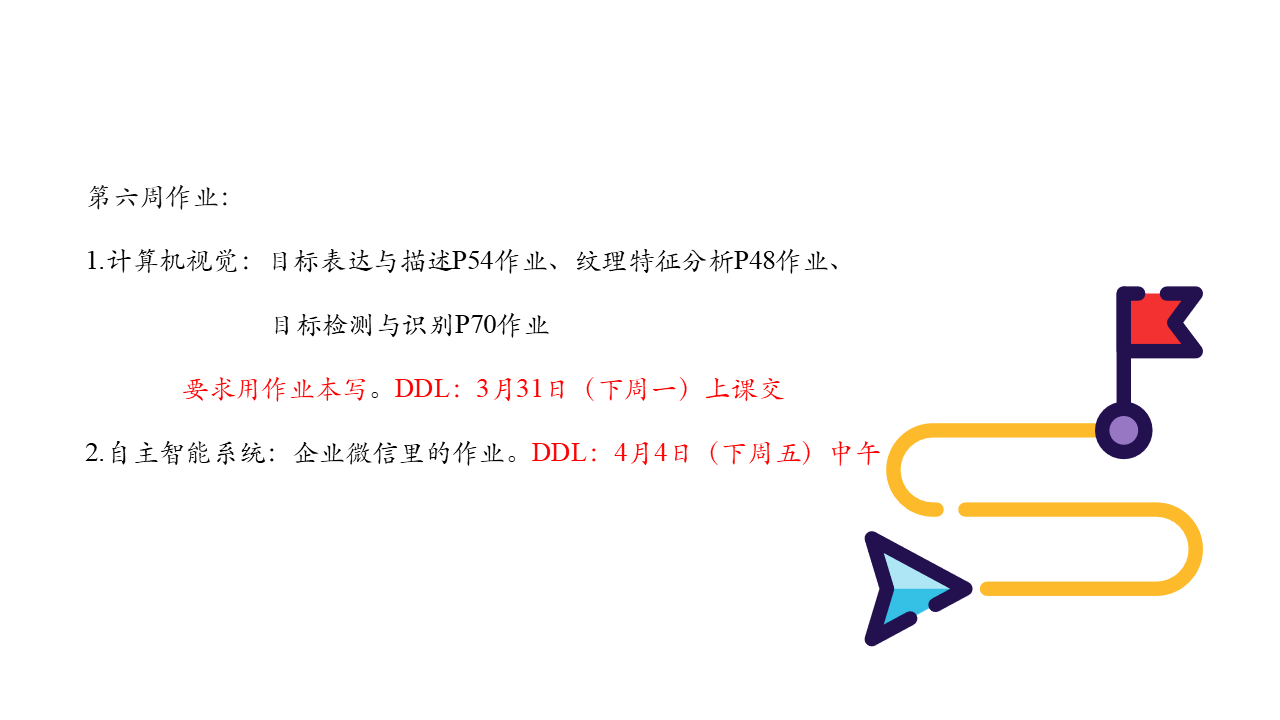 第六周作业：
1.计算机视觉：目标表达与描述P54作业、纹理特征分析P48作业、
目标检测与识别P70作业
要求用作业本写。DDL：3月31日（下周一）上课交
2.自主智能系统：企业微信里的作业。DDL：4月4日（下周五）中午